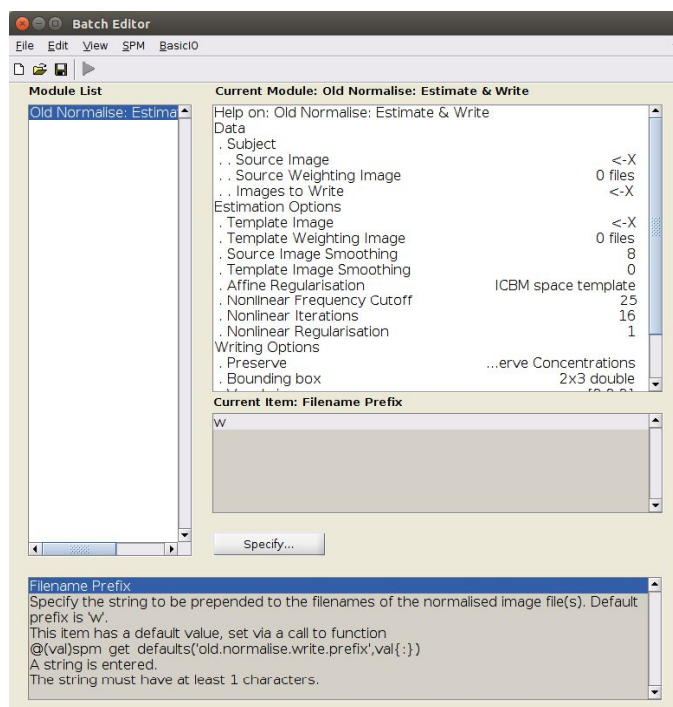 Batch Editor
File Edit View SPM BasicIO
Module List
Old Normalise: Estima
Current Module: Old Normalise: Estimate & Write
Help on: Old Normalise: Estimate & Write
Data
. Subject
. . Source Image <-X
. . Source Weighting Image 0 files
. . Images to Write <-X
Estimation Options
. Template Image <-X
. Template Weighting Image 0 files
. Source Image Smoothing 8
. Template Image Smoothing 0
. Affine Regularisation ICBM space template
. Nonlinear Frequency Cutoff 25
. Nonlinear Iterations 16
. Nonlinear Regularisation 1
Writing Options
. Preserve ...erve Concentrations
. Bounding box 2x3 double
Current Item: Filename Prefix
w
Specify...
Filename Prefix
Specify the string to be prepended to the filenames of the normalised image file(s). Default
prefix is 'w'.
This item has a default value, set via a call to function
@(val)spm_get_defaults('old.normalise.write.prefix',val{:})
A string is entered.
The string must have at least 1 characters.